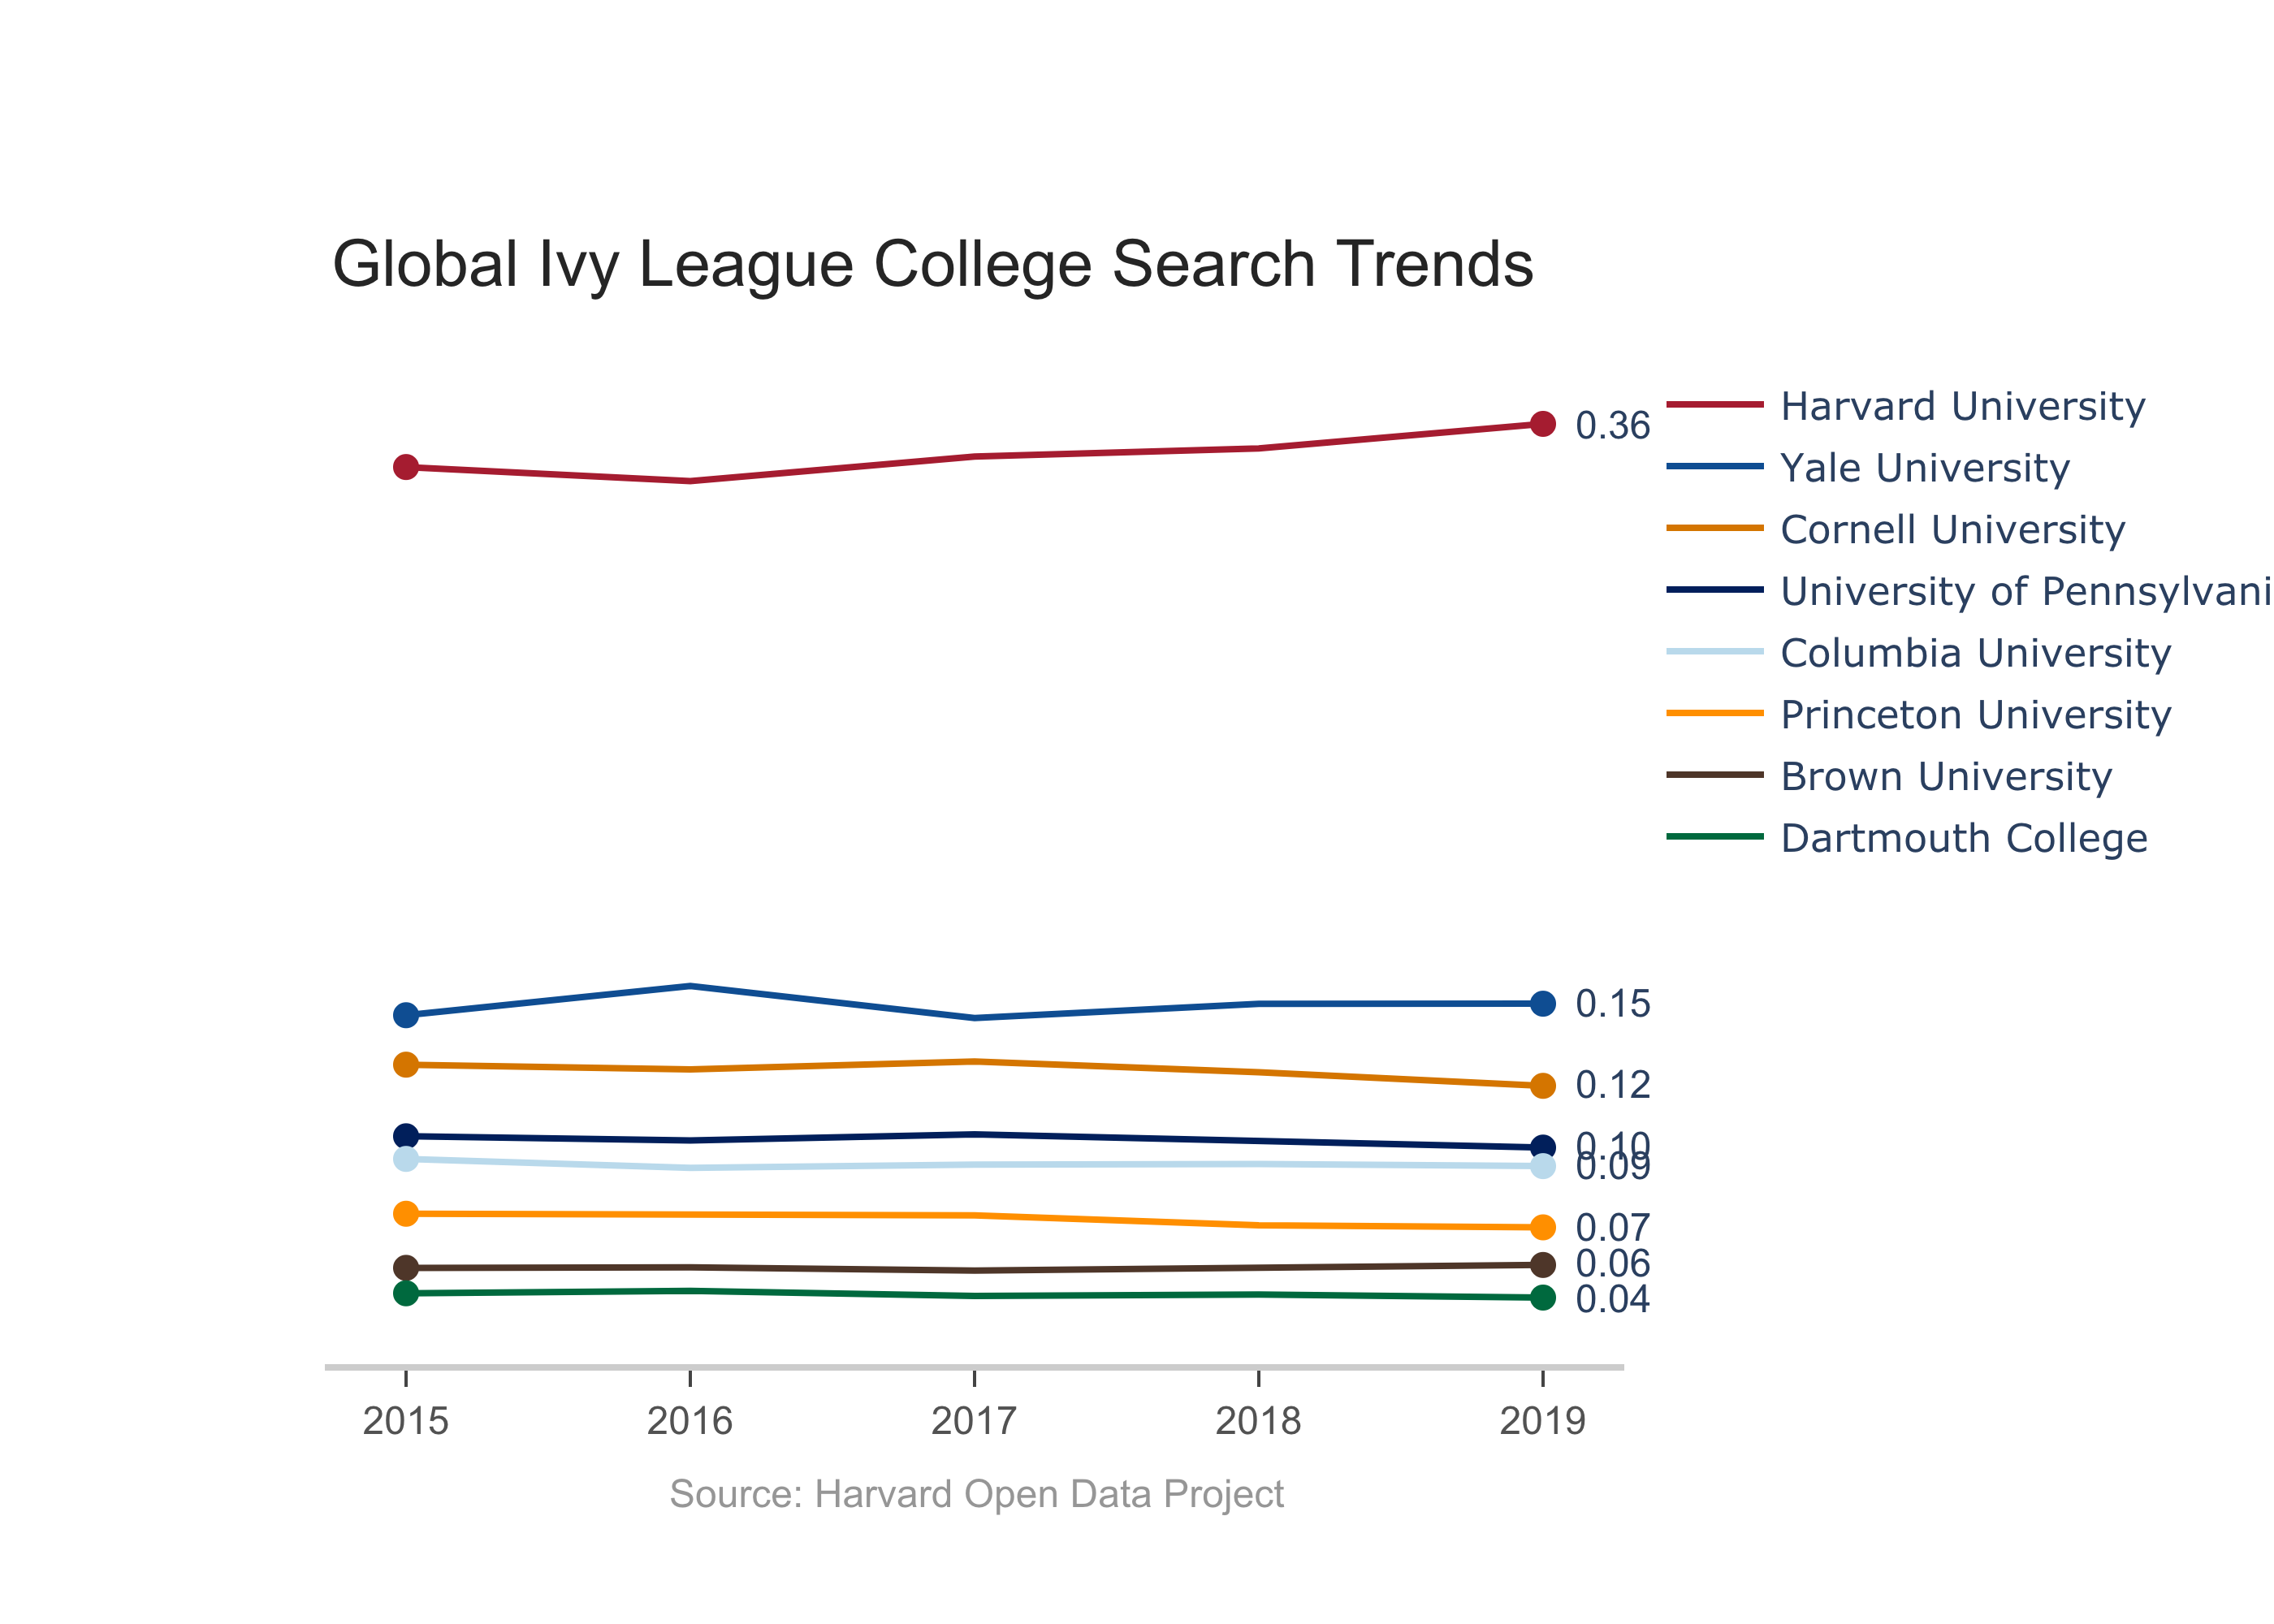 Global Ivy League College Search Trends
0.36
Harvard University
Yale University
Cornell University
University of Pennsylvani
Columbia University
Princeton University
Brown University
Dartmouth College
0.15
0.12
0.10
0.09
0.07
0.06
0.04
2015 2016 2017 2018 2019
Source: Harvard Open Data Project